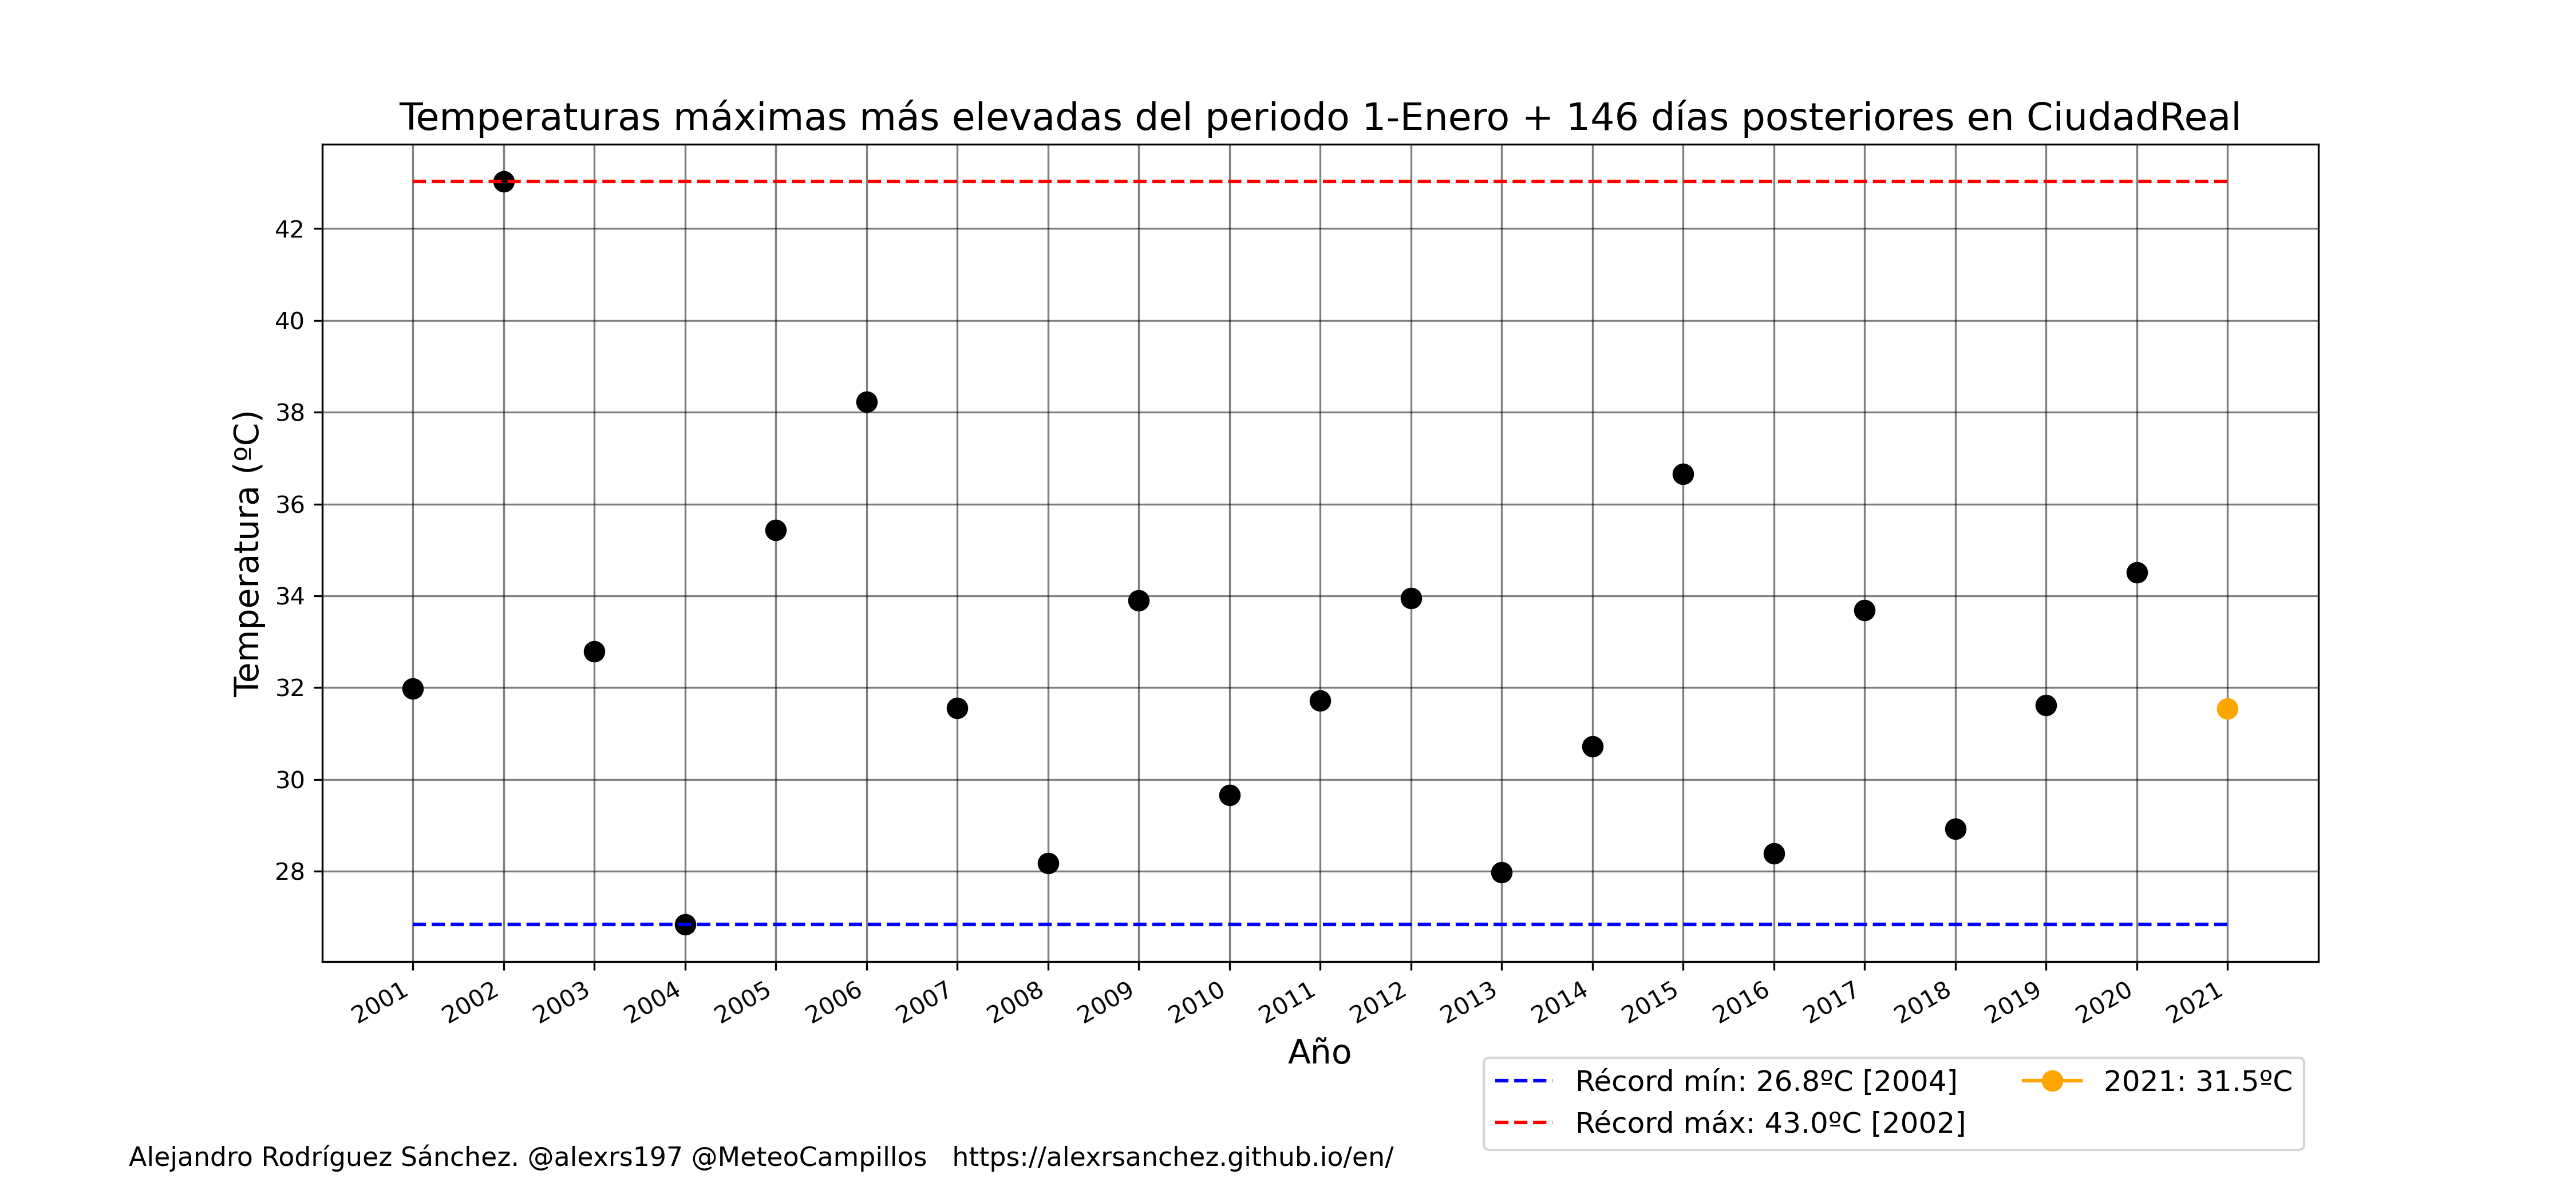 Temperaturas máximas más elevadas del periodo 1-Enero + 146 días posteriores en CiudadReal
Temperatura (ºC)
42
40
38
36
34
32
30
28
2001 2002 2003 2004 2005 2006 2007 2008 2009 2010 2011 2012 2013 2014 2015 2016 2017 2018 2019 2020 2021
Año
Récord mín: 26.8ºC [2004]
Récord máx: 43.0ºC [2002]
2021: 31.5ºC
Alejandro Rodríguez Sánchez. @alexrs197 @MeteoCampillos https://alexrsanchez.github.io/en/